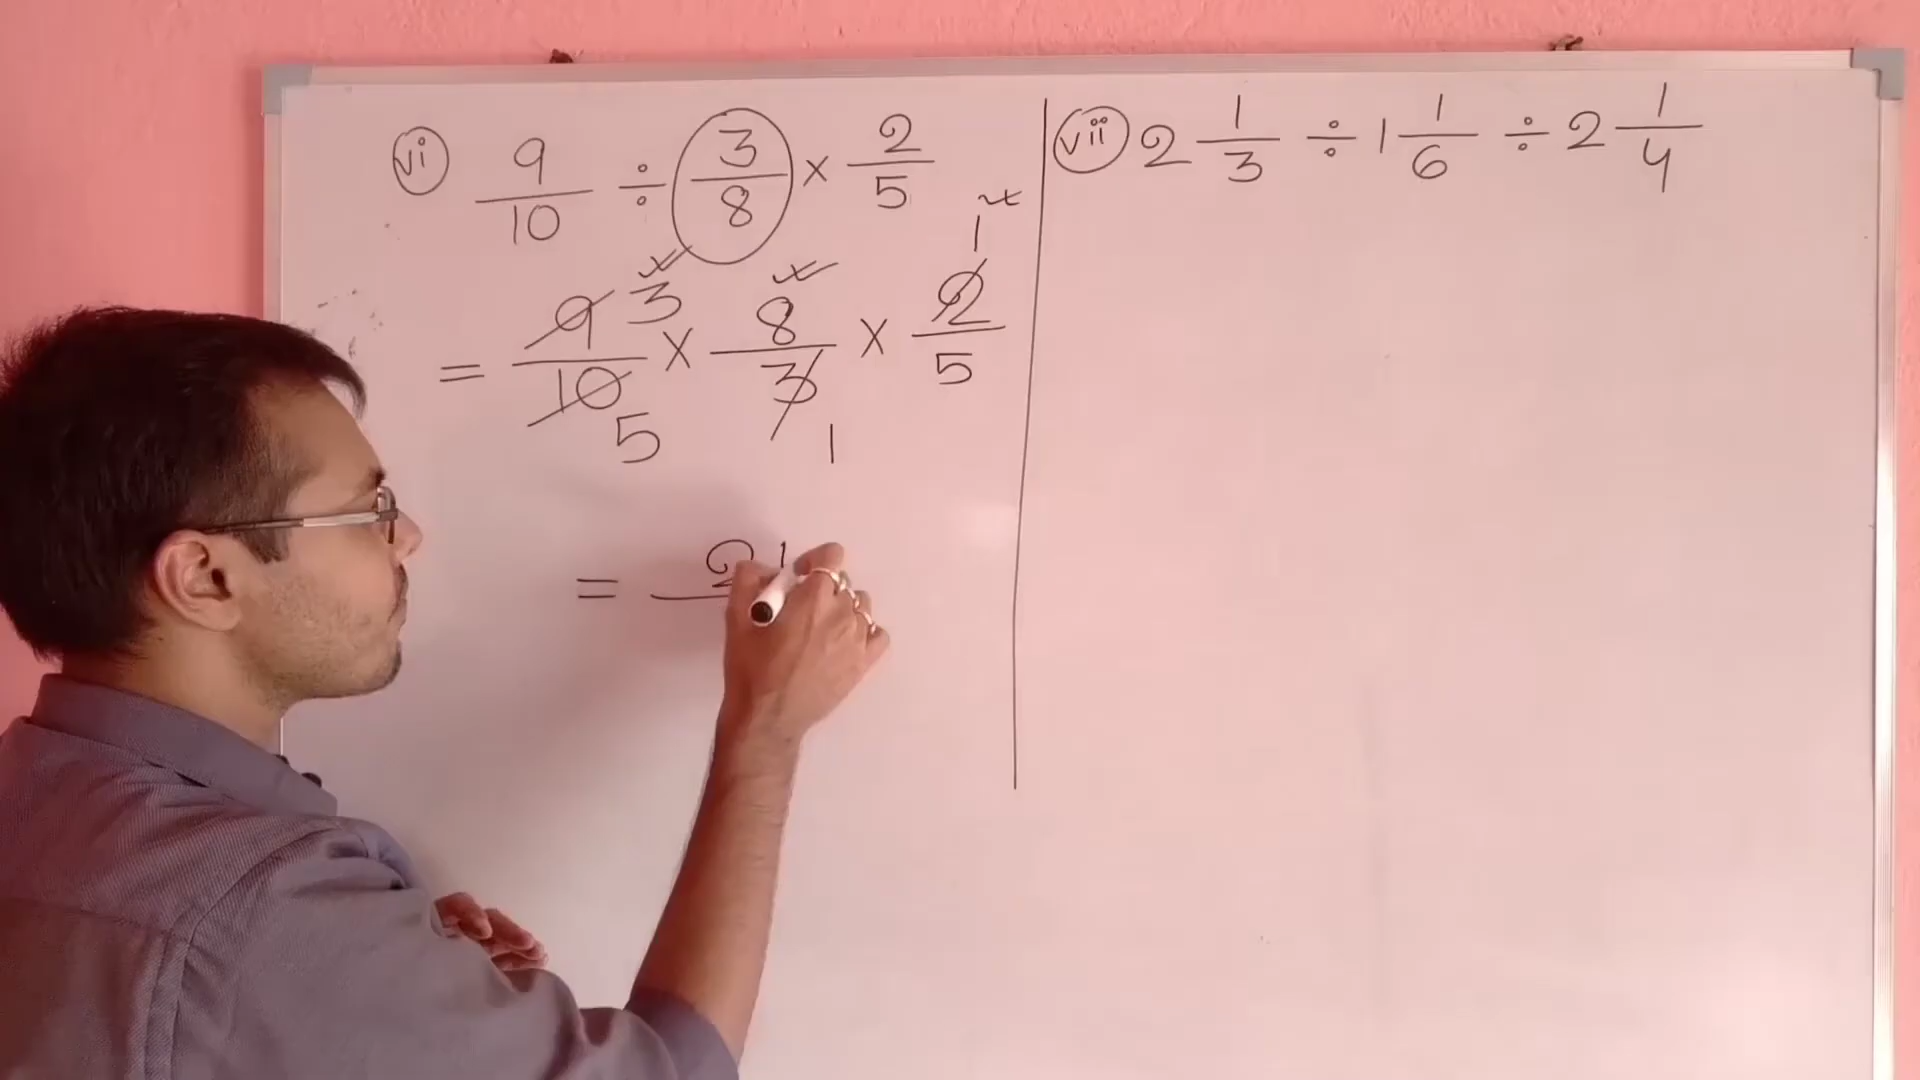 (vi) 9/10 ÷ 3/8 × 2/5
= 9/10 3/5 × 8/3 1 × 2/5 1
= 2
(vii) 2 1/3 ÷ 1 1/6 ÷ 2 1/4